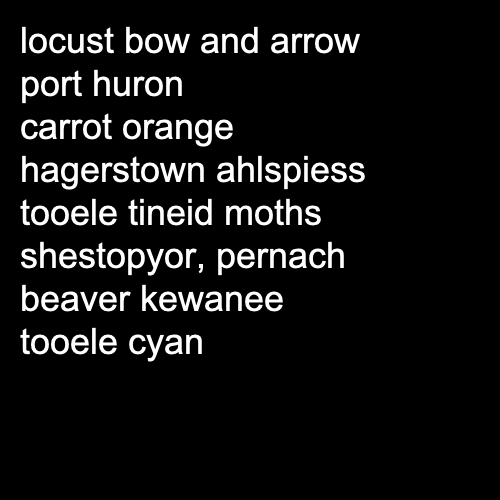 locust bow and arrow
port huron
carrot orange
hagerstown ahlspiess
tooele tineid moths
shestopyor, pernach
beaver kewanee
tooele cyan